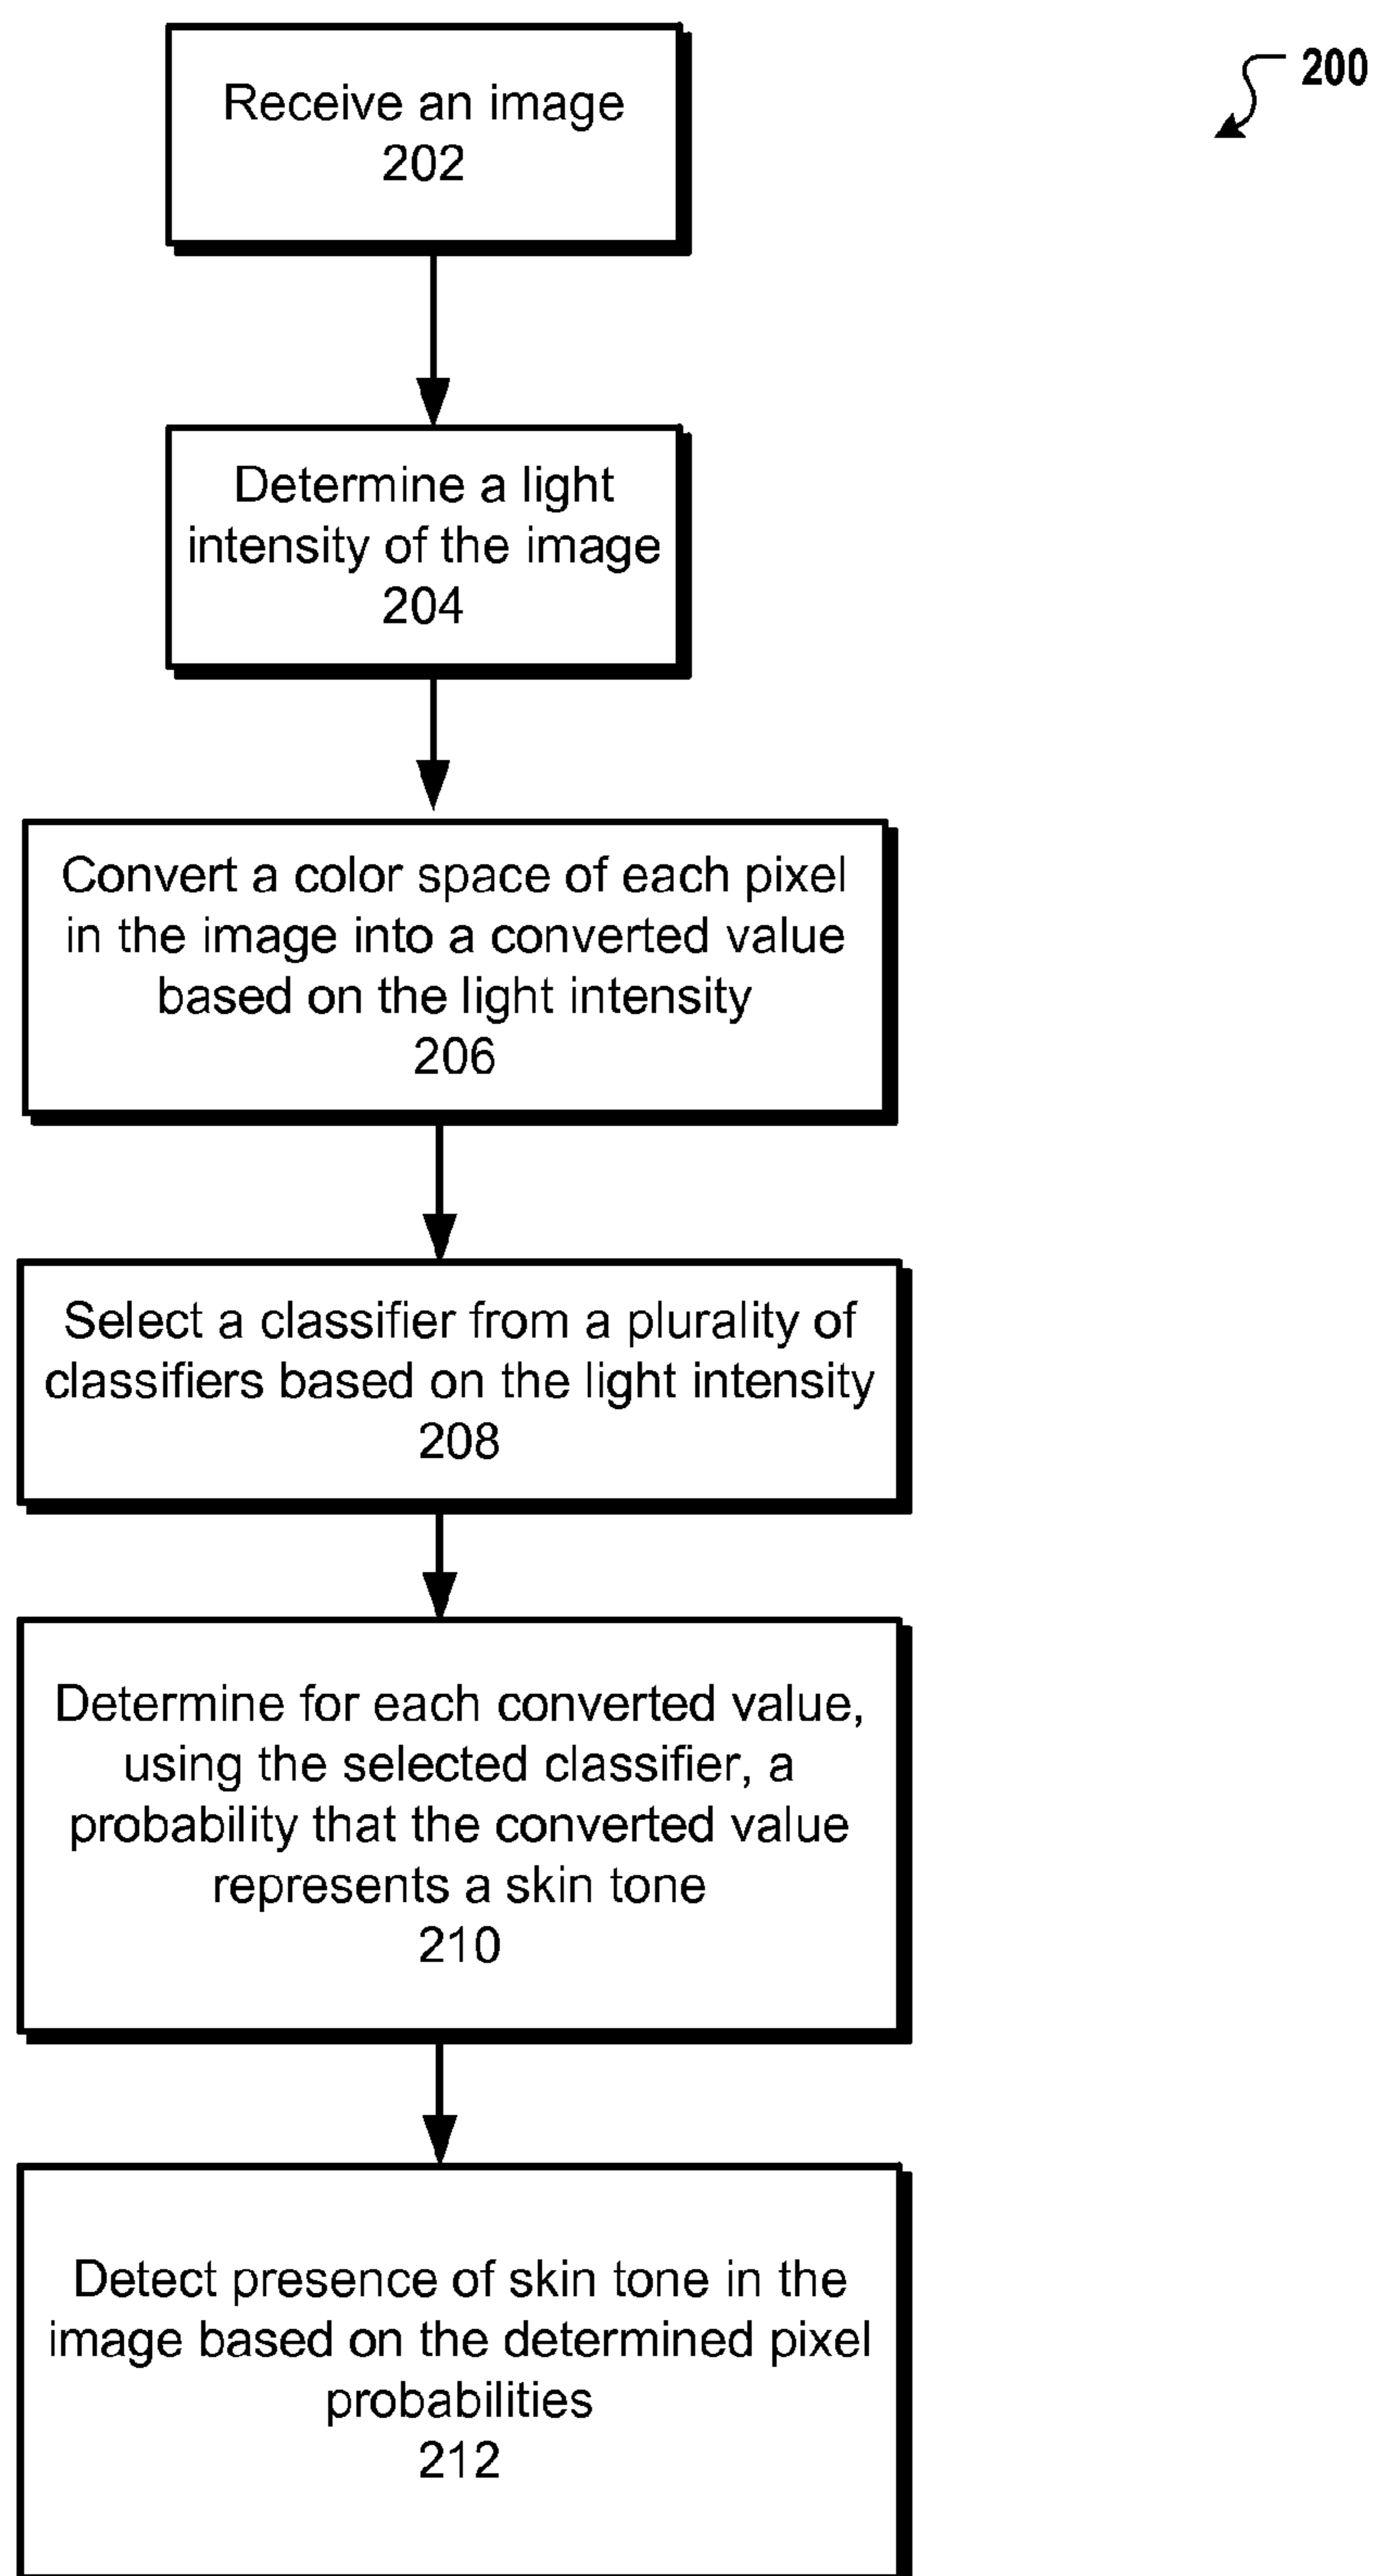 200
Receive an image
202
Determine a light
intensity of the image
204
Convert a color space of each pixel
in the image into a converted value
based on the light intensity
206
Select a classifier from a plurality of
classifiers based on the light intensity
208
Determine for each converted value,
using the selected classifier, a
probability that the converted value
represents a skin tone
210
Detect presence of skin tone in the
image based on the determined pixel
probabilities
212